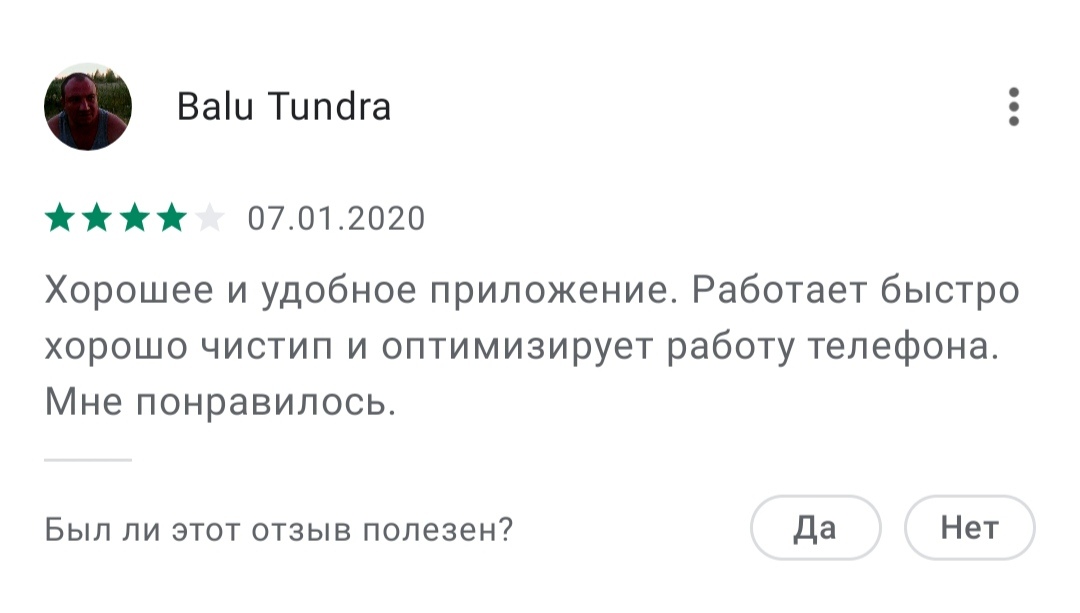 Balu Tundra
07.01.2020
Хорошее и удобное приложение. Работает быстро
хорошо чистип и оптимизирует работу телефона.
Мне понравилось.
Был ли этот отзыв полезен?
Да
Нет